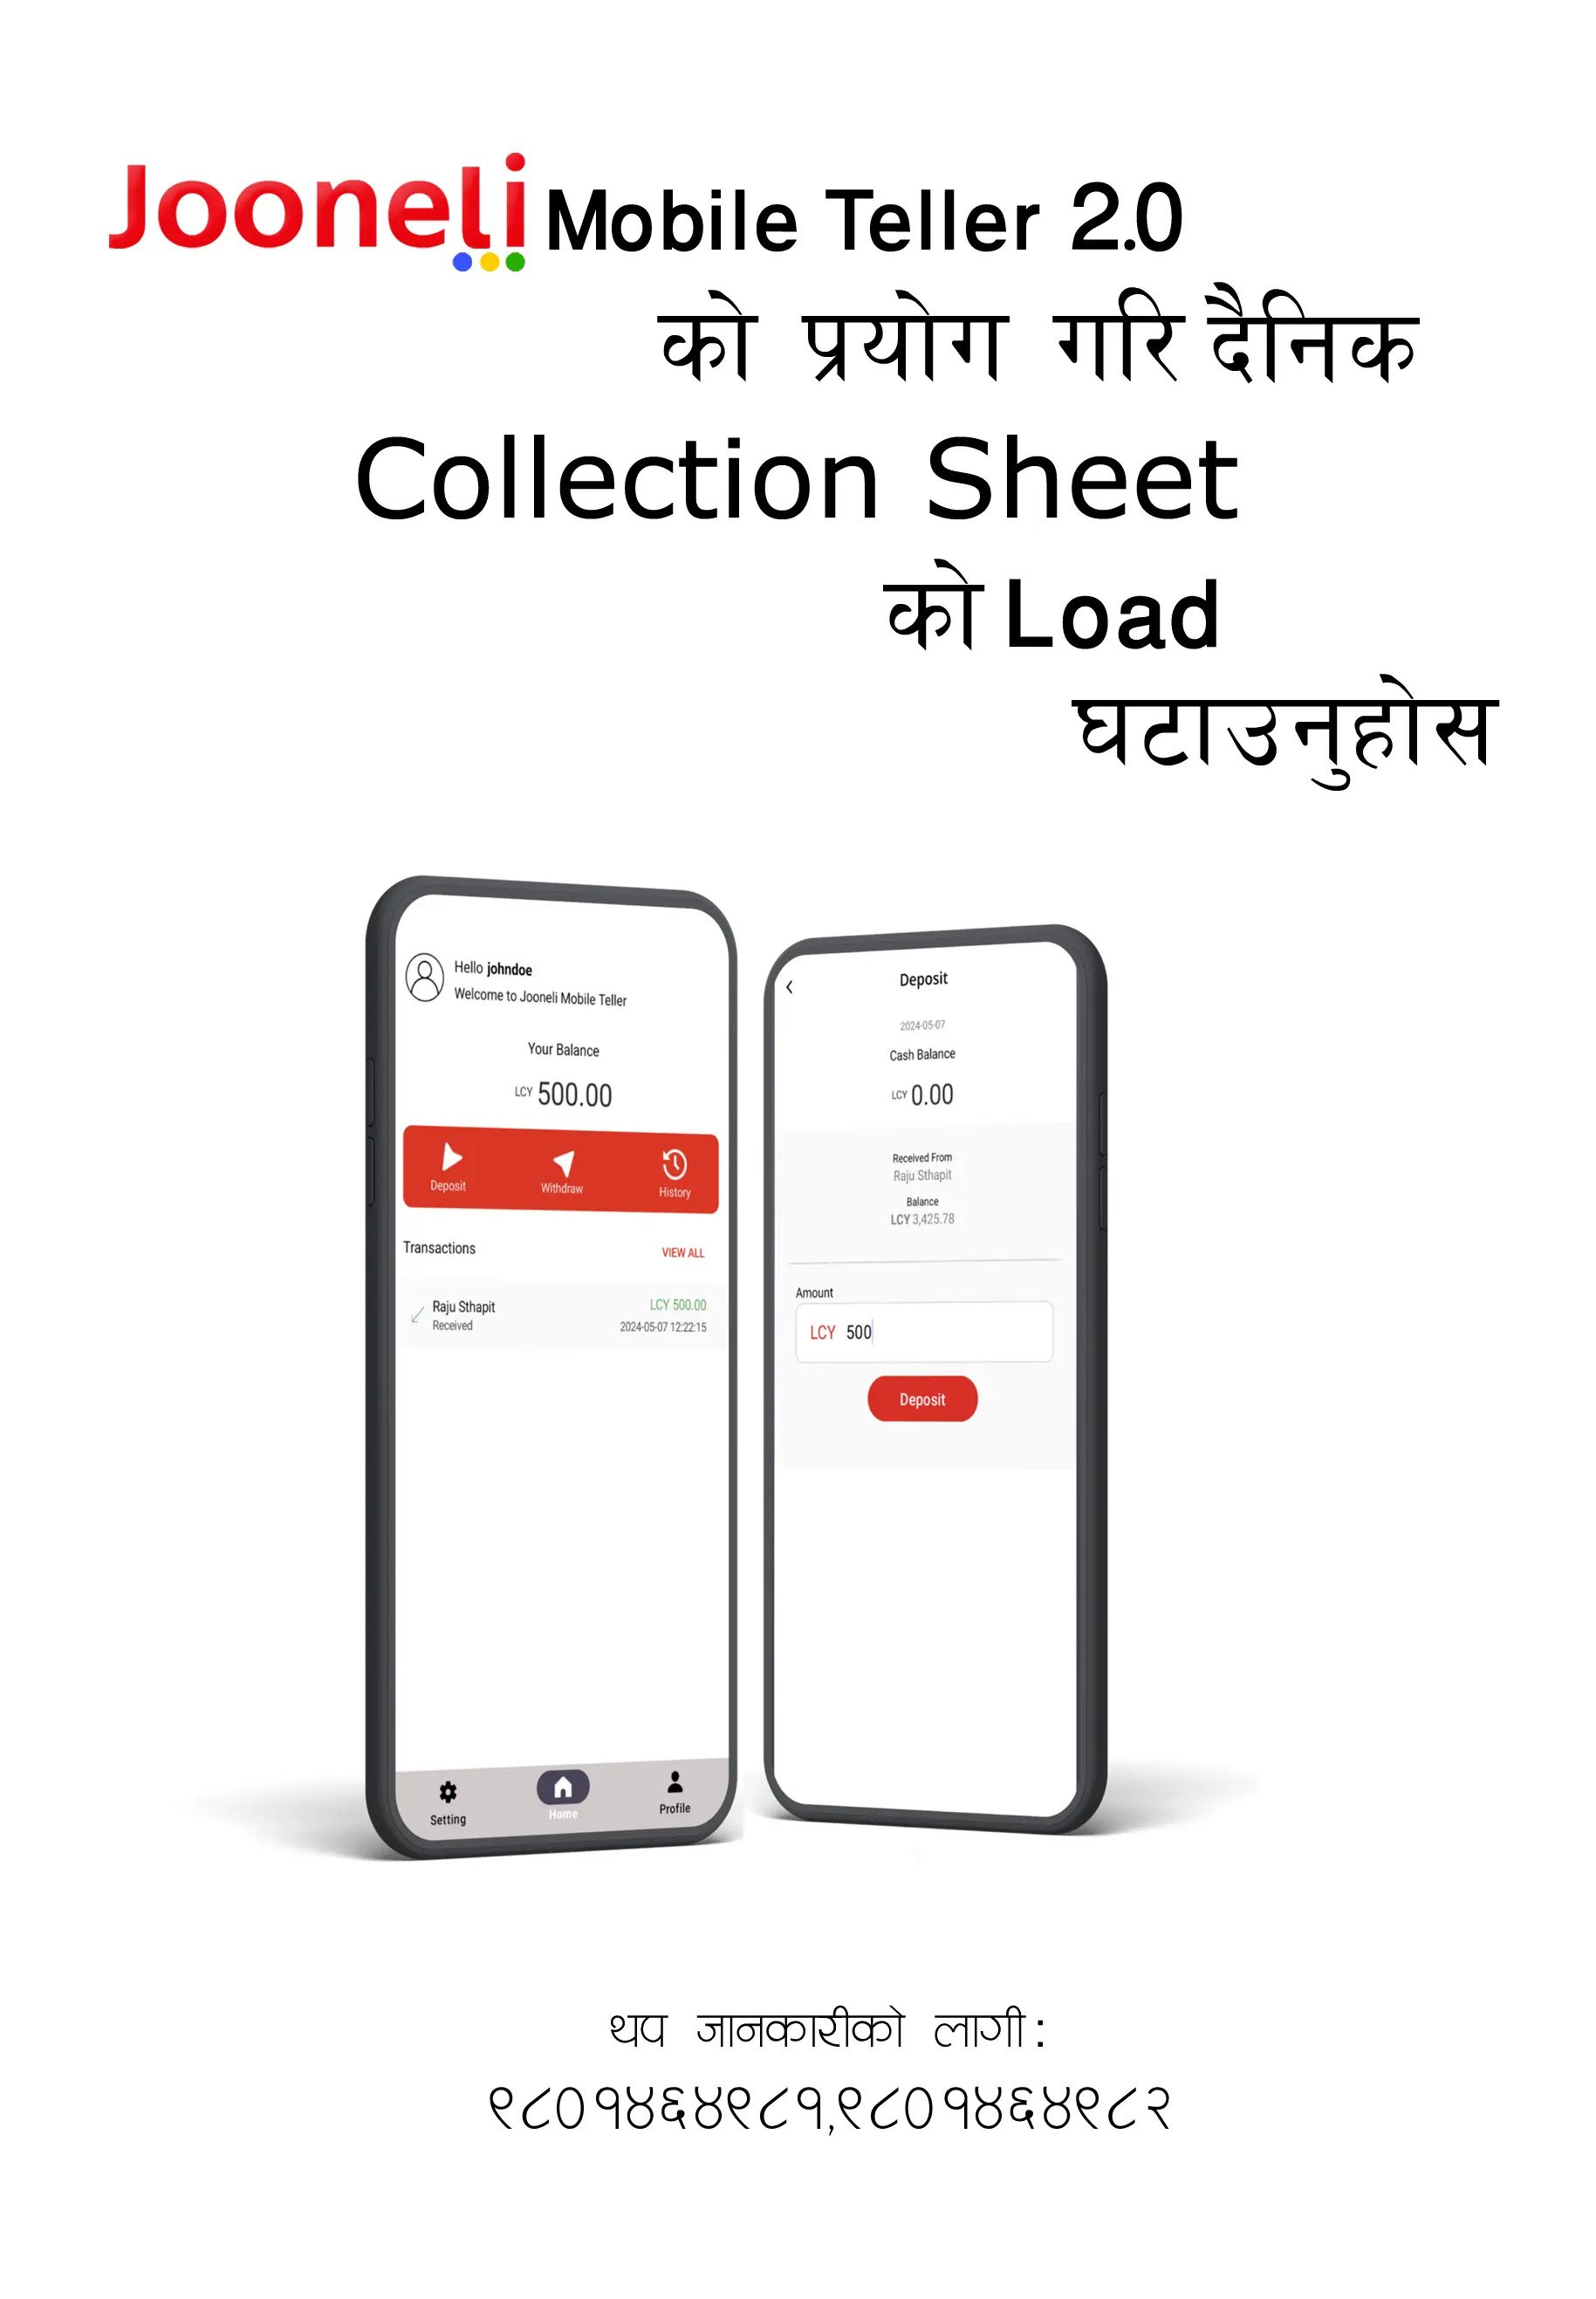 Jooneli Mobile Teller 2.0
को प्रयोग गरि दैनिक
Collection Sheet
को Load
घटाउनुहोस
Hello johndoe
Welcome to Jooneli Mobile Teller
Your Balance
LCY 500.00
Deposit Withdraw History
Transactions VIEW ALL
Raju Sthapit LCY 500.00
Received 2024-05-07 12:22:15
Setting Home Profile
Deposit
2024-05-07
Cash Balance
LCY 0.00
Received From
Raju Sthapit
Balance
LCY 3,425.78
Amount
LCY 500
Deposit
थप जानकारीको लागी:
९८०१४६४९८१,९८०१४६४९८२